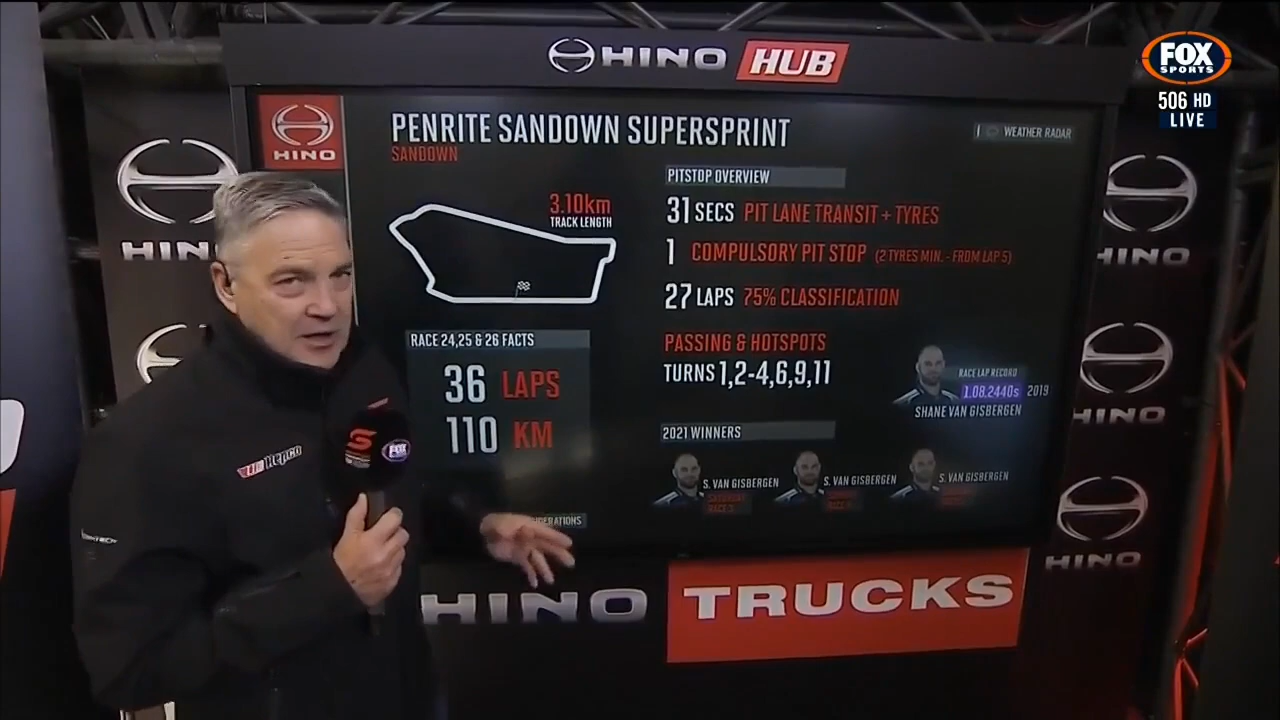 HINO HUB
FOX
SPORTS
506 HD
LIVE
HINO
PENRITE SANDOWN SUPERSPRINT
SANDOWN
WEATHER RADAR
3.10km
TRACK LENGTH
PITSTOP OVERVIEW
31 SECS PIT LANE TRANSIT + TYRES
1 COMPULSORY PIT STOP (2 TYRES MIN. - FROM LAP 5)
27 LAPS 75% CLASSIFICATION
RACE 24,25 & 26 FACTS
36 LAPS
110 KM
PASSING & HOTSPOTS
TURNS 1,2-4,6,9,11
RACE LAP RECORD
1.08.2440s 2019
SHANE VAN GISBERGEN
2021 WINNERS
S. VAN GISBERGEN
S. VAN GISBERGEN
S. VAN GISBERGEN
HIN
HINO
HINO
HINO
FOX
Repco
HINO
TRUCKS